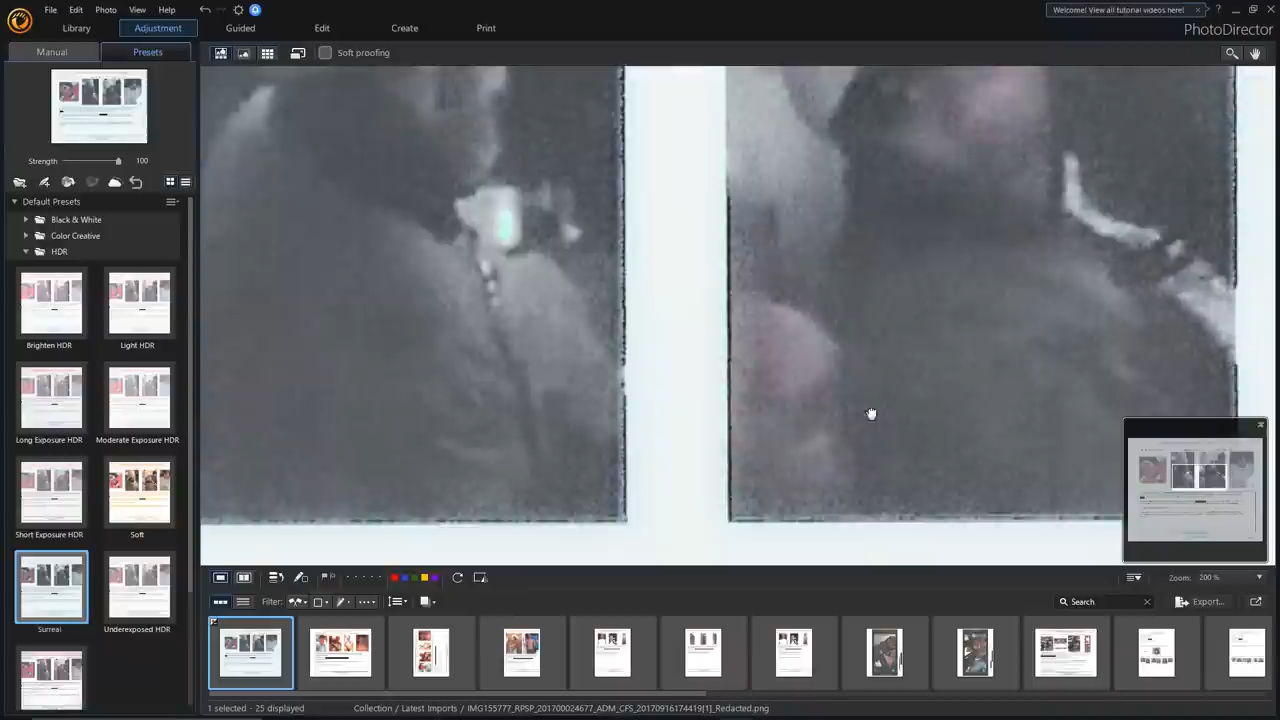 File Edit Photo View Help
Welcome! View all tutorial videos here!
Library Adjustment Guided Edit Create Print
PhotoDirector
Manual Presets
Soft proofing
Strength 100
Default Presets
Black & White
Color Creative
HDR
Brighten HDR Light HDR
Long Exposure HDR Moderate Exposure HDR
Short Exposure HDR Soft
Surreal Underexposed HDR
Zoom: 200 %
Filter: Search Export...
1 selected - 25 displayed Collection / Latest Imports / IMG155777_RPSP_201700024677_ADM_CFS_20170916174419[1]_Redacted.png